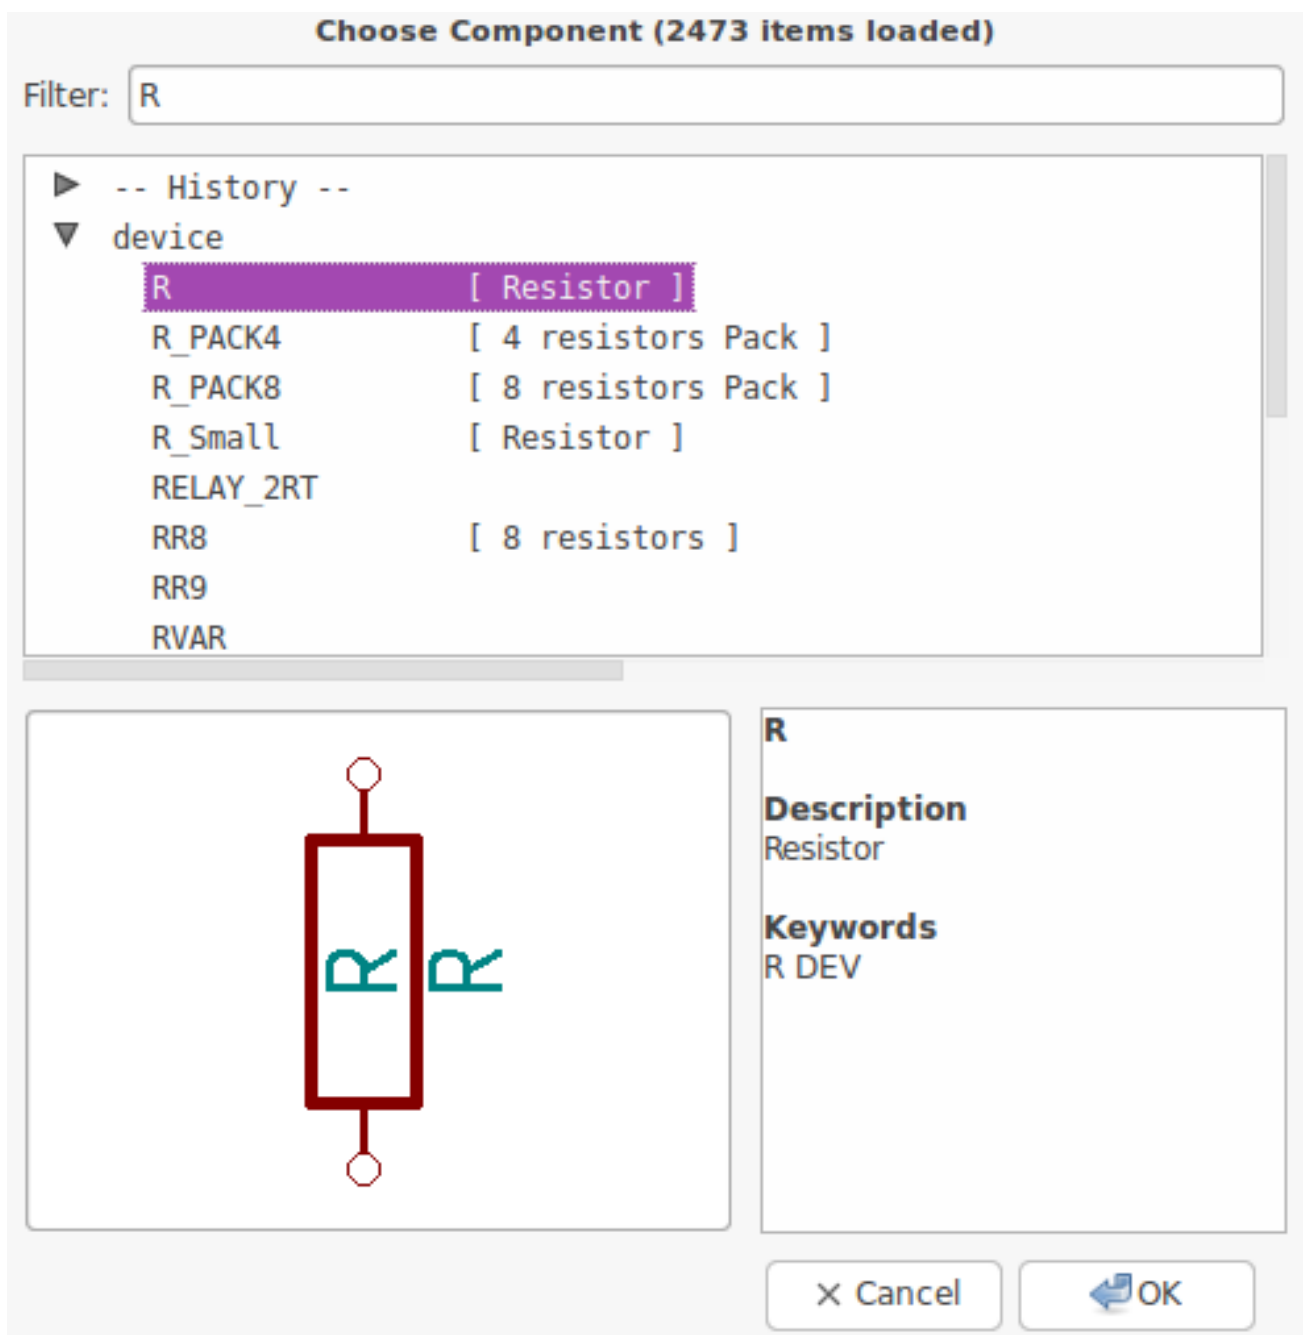 Choose Component (2473 items loaded)
Filter: R
-- History --
device
R [ Resistor ]
R_PACK4 [ 4 resistors Pack ]
R_PACK8 [ 8 resistors Pack ]
R_Small [ Resistor ]
RELAY_2RT
RR8 [ 8 resistors ]
RR9
RVAR
R R
R
Description
Resistor
Keywords
R DEV
Cancel OK